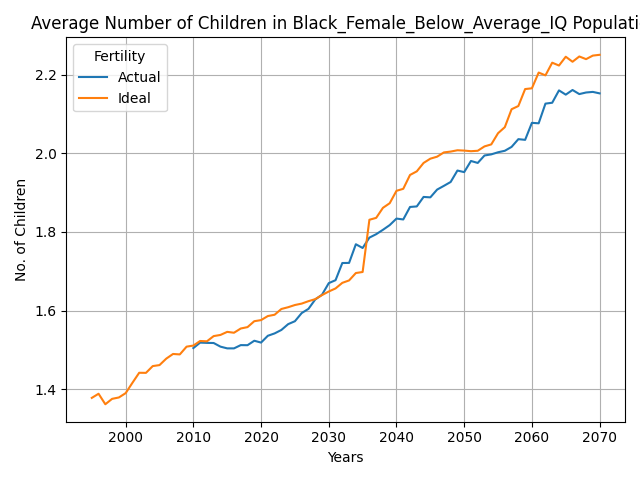 Average Number of Children in Black_Female_Below_Average_IQ Populati
Fertility
Actual
Ideal
No. of Children
2.2
2.0
1.8
1.6
1.4
2000 2010 2020 2030 2040 2050 2060 2070
Years